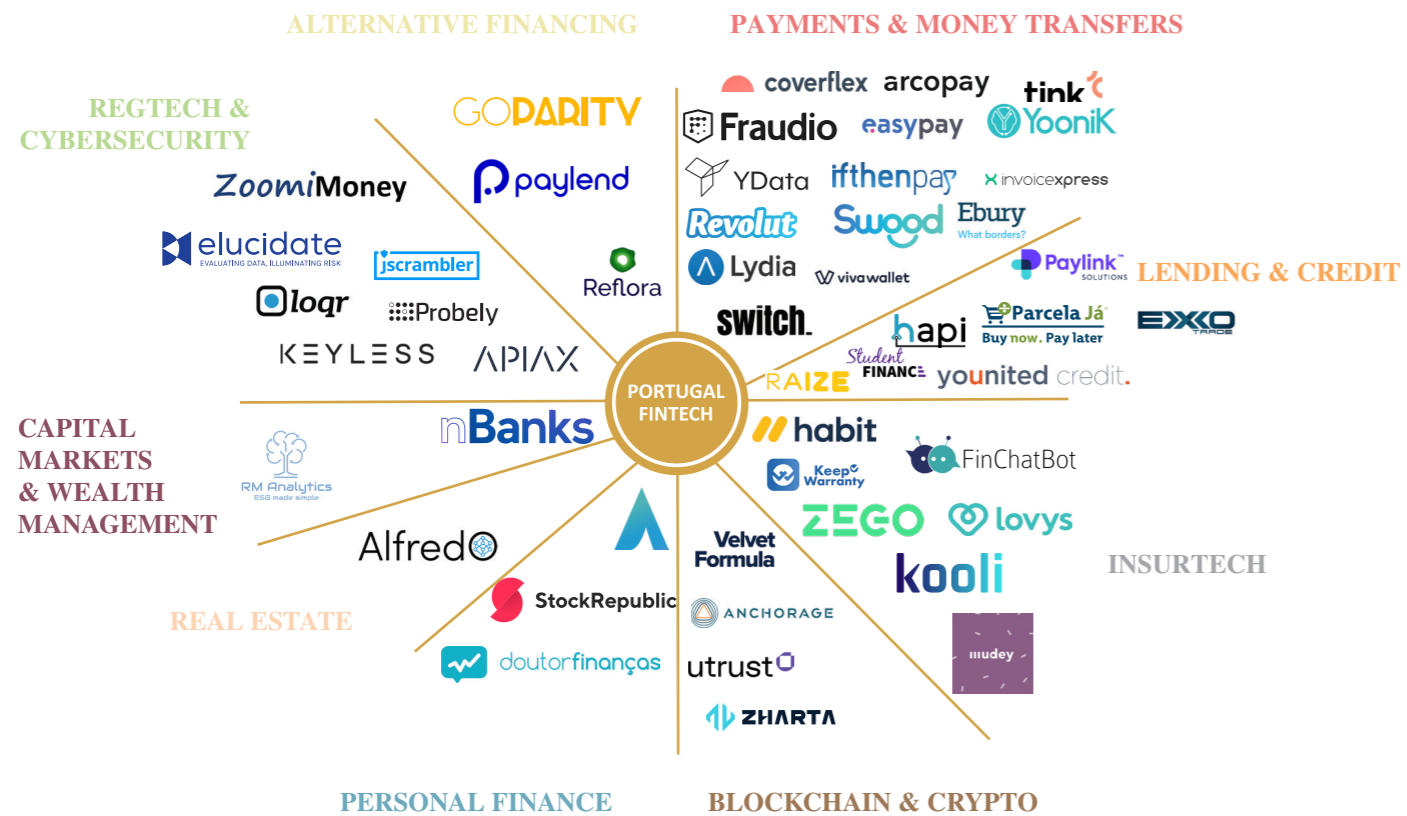 ALTERNATIVE FINANCING
PAYMENTS & MONEY TRANSFERS
REGTECH &
CYBERSECURITY
GOPARITY
paylend
Reflora
ZoomiMoney
elucidate
EVALUATING DATA, ILLUMINATING RISK
jscrambler
loqr
Probely
KEYLESS
APIAX
coverflex
arcopay
tink
Fraudio
easypay
YooniK
YData
ifthenpay
invoicexpress
Revolut
Swood
Ebury
What borders?
Lydia
vivawallet
switch.
Paylink™
SOLUTIONS
LENDING & CREDIT
hapi
Parcela Já
Buy now. Pay later
EXXO
TRADE
Student
FINANCE
RAIZE
younited credit.
PORTUGAL
FINTECH
CAPITAL
MARKETS
& WEALTH
MANAGEMENT
nBanks
RM Analytics
ESG made simple
habit
FinChatBot
Keep
Warranty
ZEGO
lovys
kooli
mudey
INSURTECH
AlfredO
REAL ESTATE
StockRepublic
doutorfinanças
Velvet
Formula
ANCHORAGE
utrust
ZHARTA
PERSONAL FINANCE
BLOCKCHAIN & CRYPTO